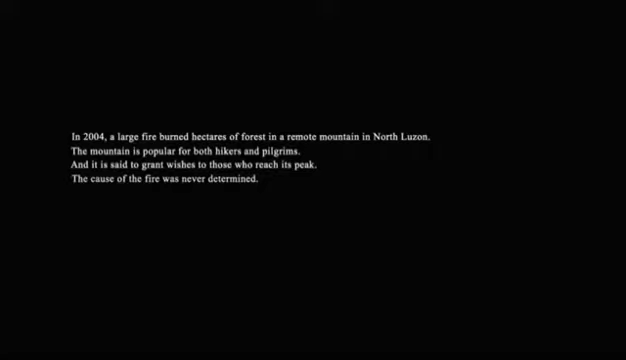 In 2004, a large fire burned hectares of forest in a remote mountain in North Luzon.
The mountain is popular for both hikers and pilgrims.
And it is said to grant wishes to those who reach its peak.
The cause of the fire was never determined.